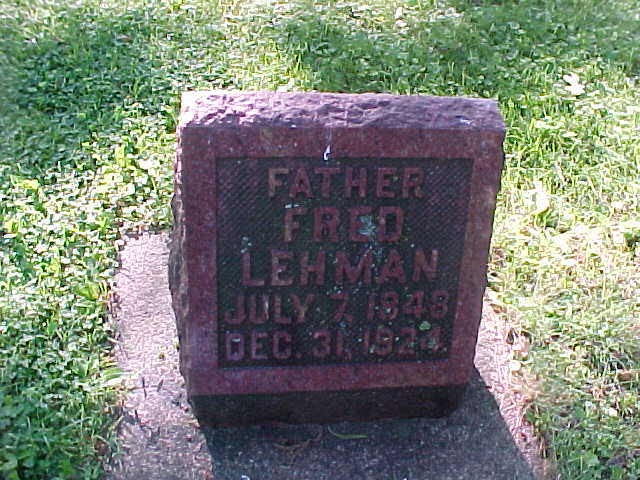 FATHER
FRED
LEHMAN
JULY 7, 1848
DEC. 31, 1924.